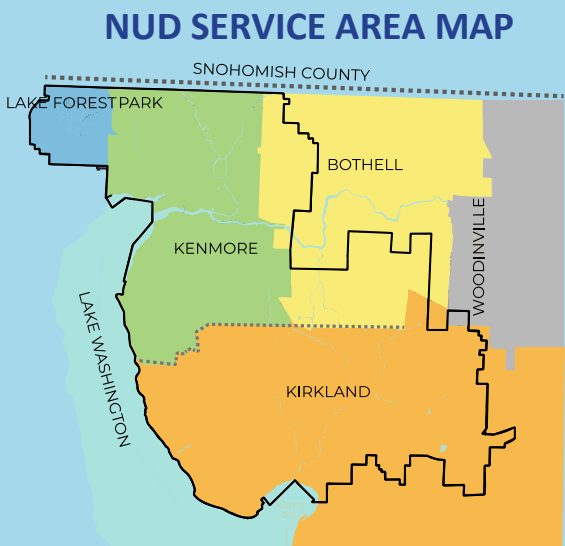 NUD SERVICE AREA MAP
SNOHOMISH COUNTY
LAKE FOREST PARK
BOTHELL
WOODINVILLE
KENMORE
LAKE WASHINGTON
KIRKLAND